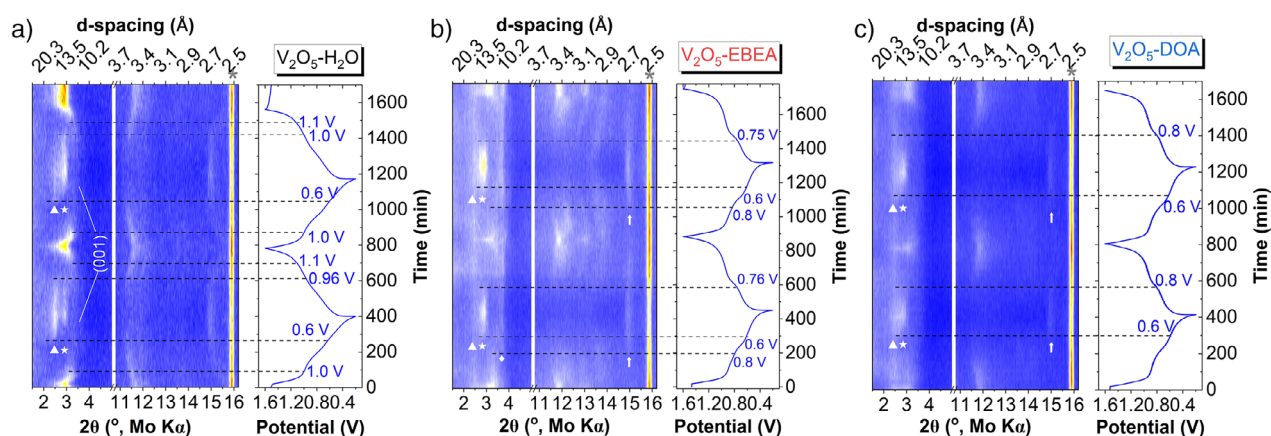 a)
d-spacing (Å)
20.3 13.5 10.2 3.7 3.4 3.1 2.9 2.7 2.5
*
V2O5-H2O
1.1 V
1.0 V
0.6 V
(001)
1.0 V
1.1 V
0.96 V
0.6 V
1.0 V
1600
1400
1200
1000
800
600
400
200
0
Time (min)
2 3 4 11 12 13 14 15 16
2θ (°, Mo Kα)
1.6 1.2 0.8 0.4
Potential (V)
b)
d-spacing (Å)
20.3 13.5 10.2 3.7 3.4 3.1 2.9 2.7 2.5
*
V2O5-EBEA
0.75 V
0.6 V
0.8 V
0.76 V
0.6 V
0.8 V
1600
1400
1200
1000
800
600
400
200
0
Time (min)
2 3 4 11 12 13 14 15 16
2θ (°, Mo Kα)
1.6 1.2 0.8 0.4
Potential (V)
c)
d-spacing (Å)
20.3 13.5 10.2 3.7 3.4 3.1 2.9 2.7 2.5
*
V2O5-DOA
0.8 V
0.6 V
0.8 V
0.6 V
1600
1400
1200
1000
800
600
400
200
0
Time (min)
2 3 4 11 12 13 14 15 16
2θ (°, Mo Kα)
1.6 1.2 0.8 0.4
Potential (V)